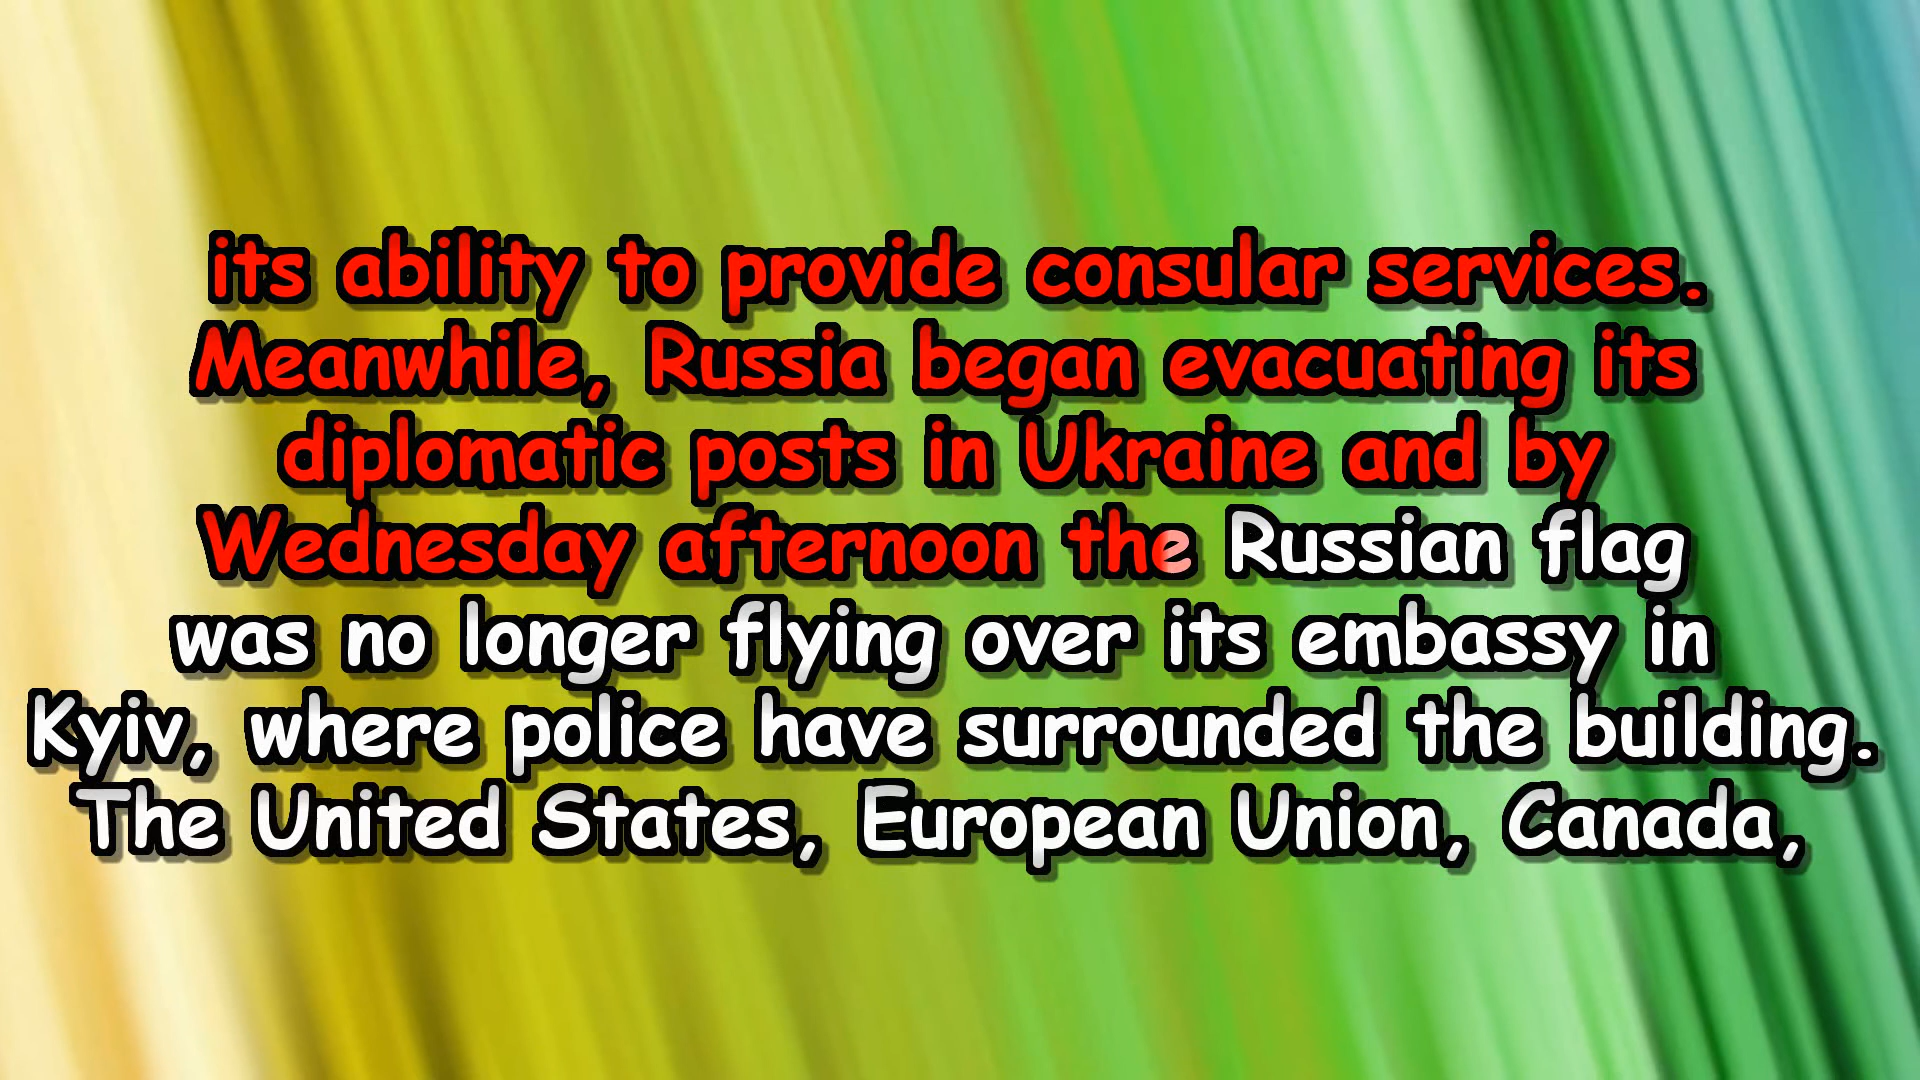 its ability to provide consular services.
Meanwhile, Russia began evacuating its
diplomatic posts in Ukraine and by
Wednesday afternoon the Russian flag
was no longer flying over its embassy in
Kyiv, where police have surrounded the building.
The United States, European Union, Canada,